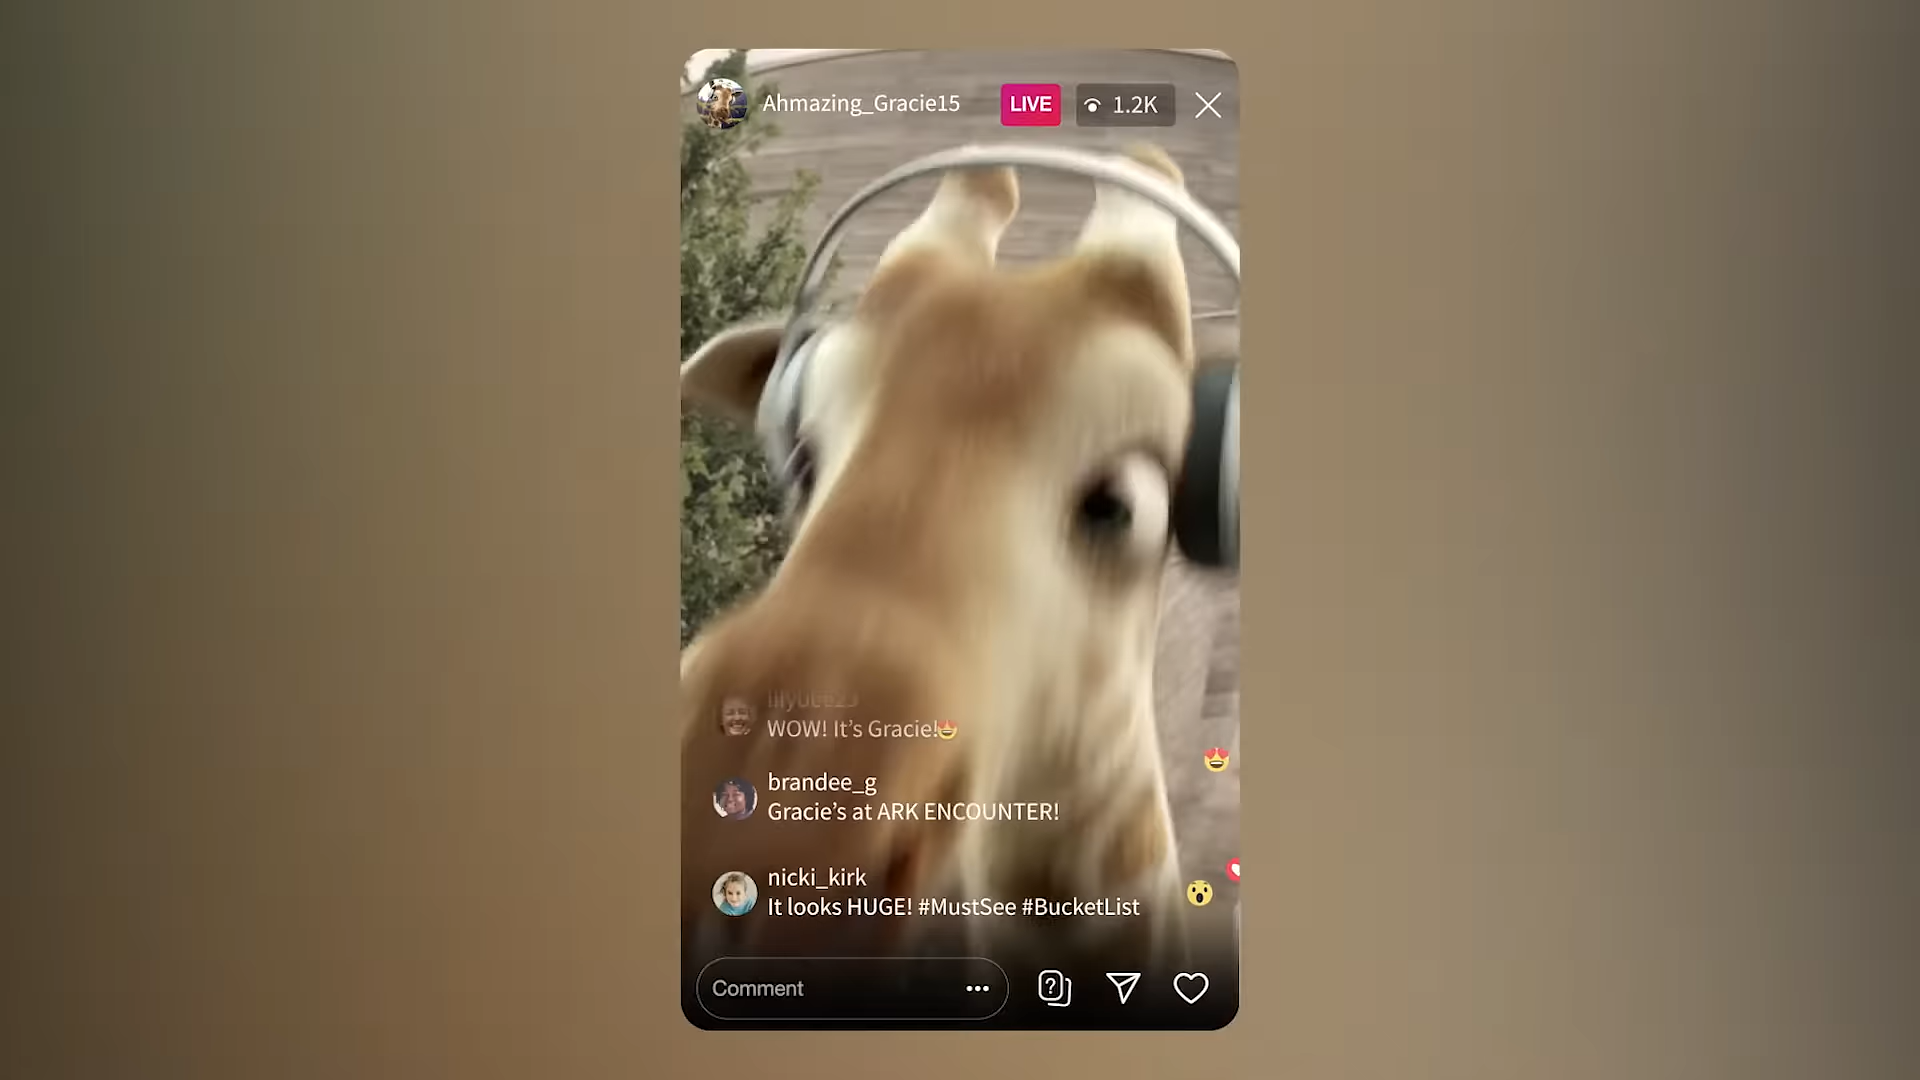 Ahmazing_Gracie15
LIVE
1.2K
WOW! It's Gracie!
brandee_g
Gracie's at ARK ENCOUNTER!
nicki_kirk
It looks HUGE! #MustSee #BucketList
Comment